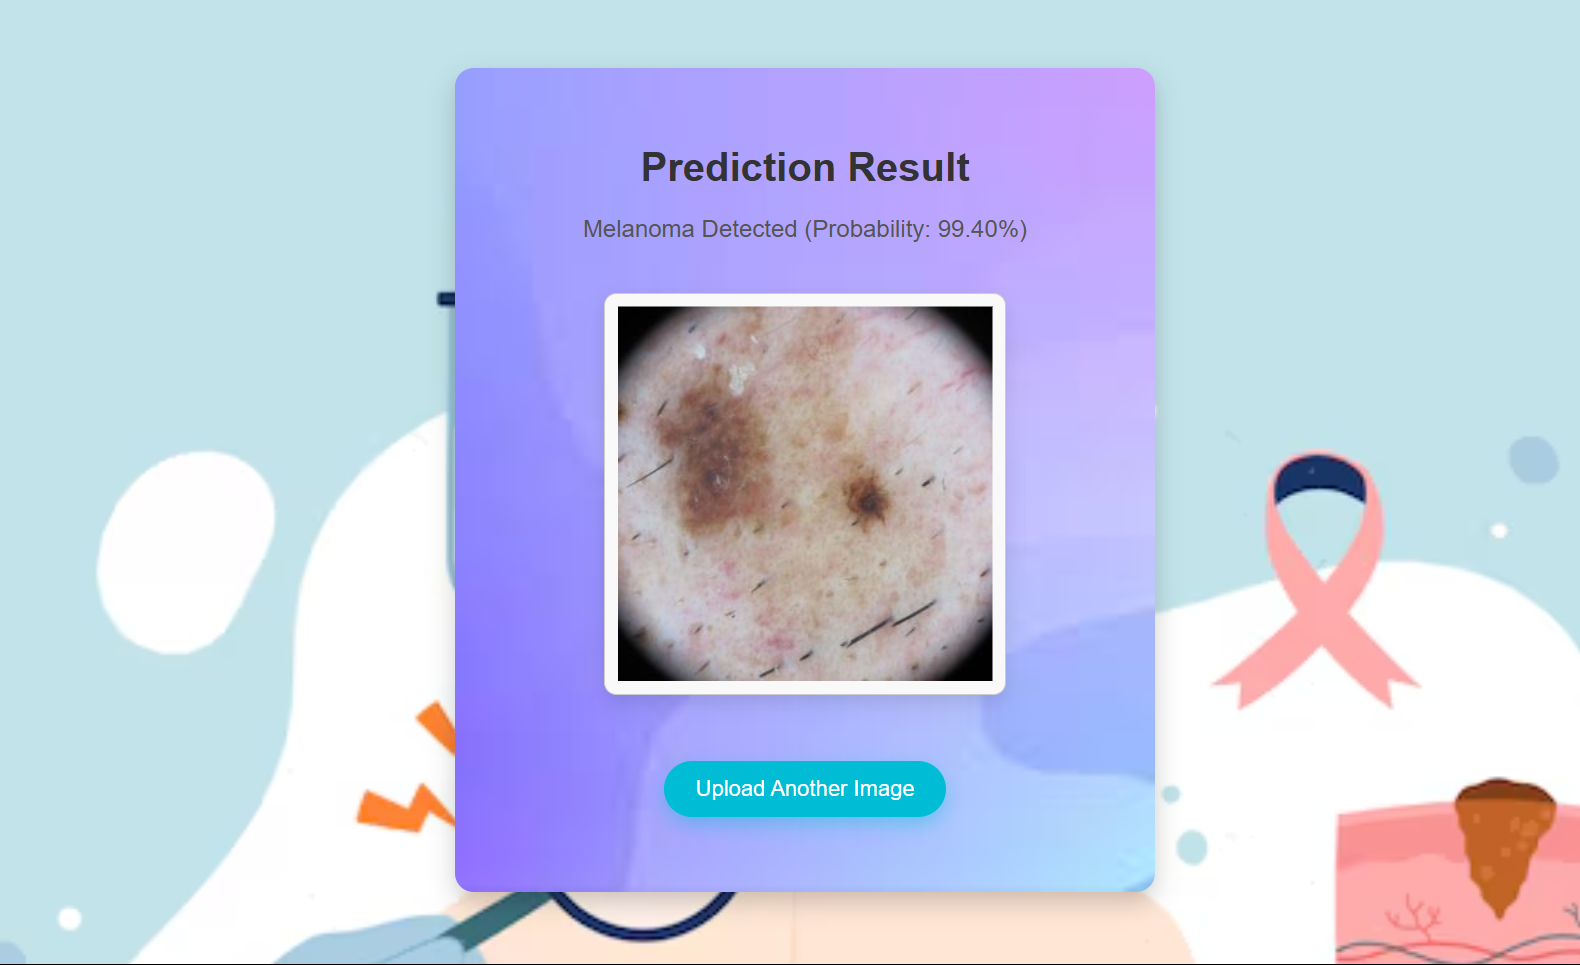 Prediction Result
Melanoma Detected (Probability: 99.40%)
Upload Another Image